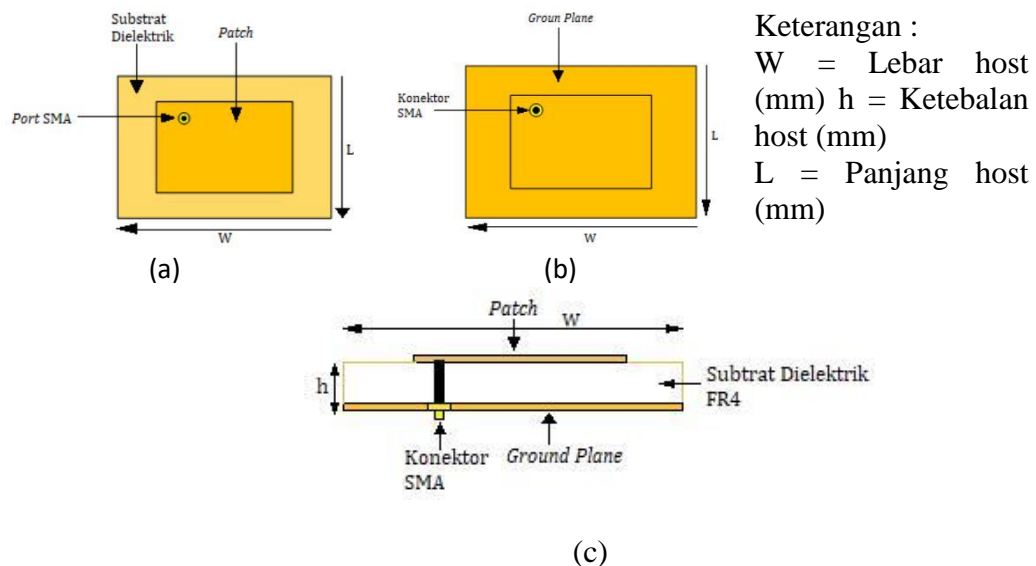 Substrat
Dielektrik
Patch
Port SMA
L
W
(a)
Groun Plane
Konektor
SMA
L
W
(b)
Keterangan :
W = Lebar host
(mm) h = Ketebalan
host (mm)
L = Panjang host
(mm)
Patch
W
h
Subtrat Dielektrik
FR4
Konektor
SMA
Ground Plane
(c)